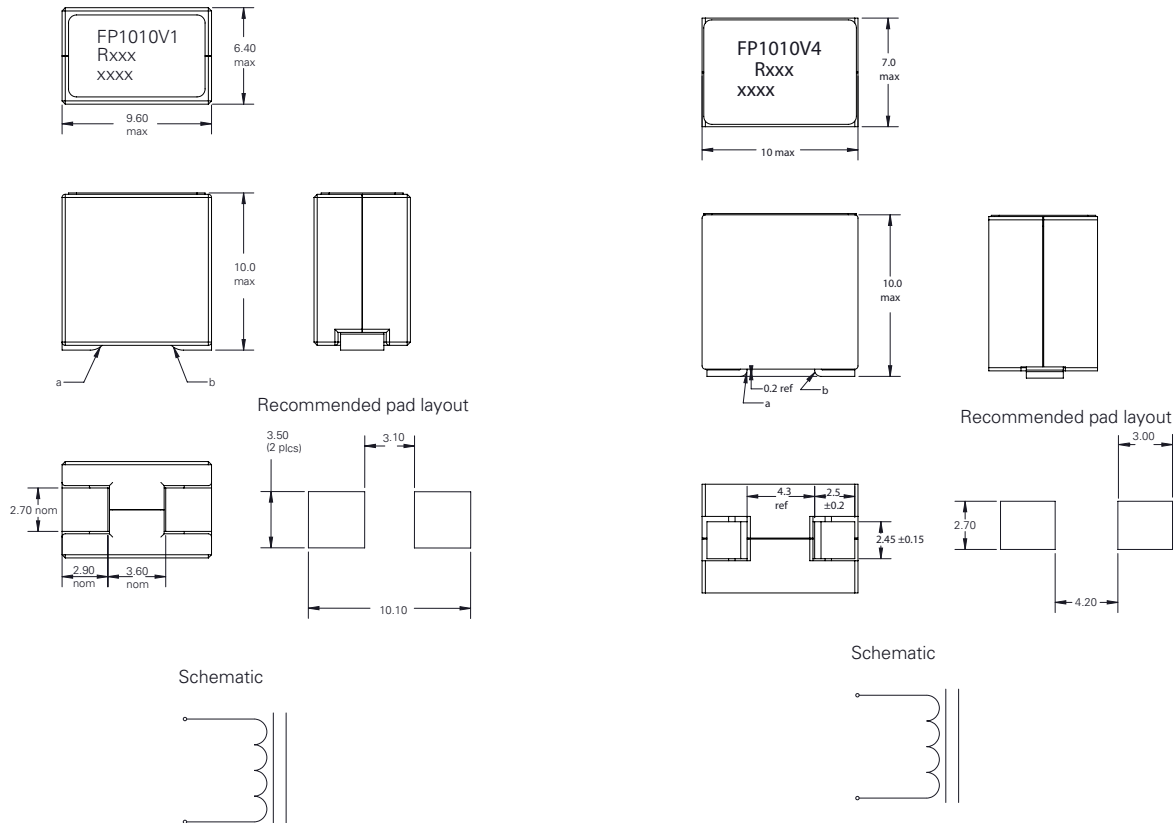 FP1010V1
Rxxx
xxxx
6.40
max
9.60
max
10.0
max
a
b
Recommended pad layout
3.50
(2 plcs)
3.10
2.70 nom
2.90
nom
3.60
nom
10.10
Schematic
FP1010V4
Rxxx
xxxx
7.0
max
10 max
10.0
max
0.2 ref
b
a
Recommended pad layout
3.00
4.3
ref
2.5
±0.2
2.45 ±0.15
2.70
4.20
Schematic